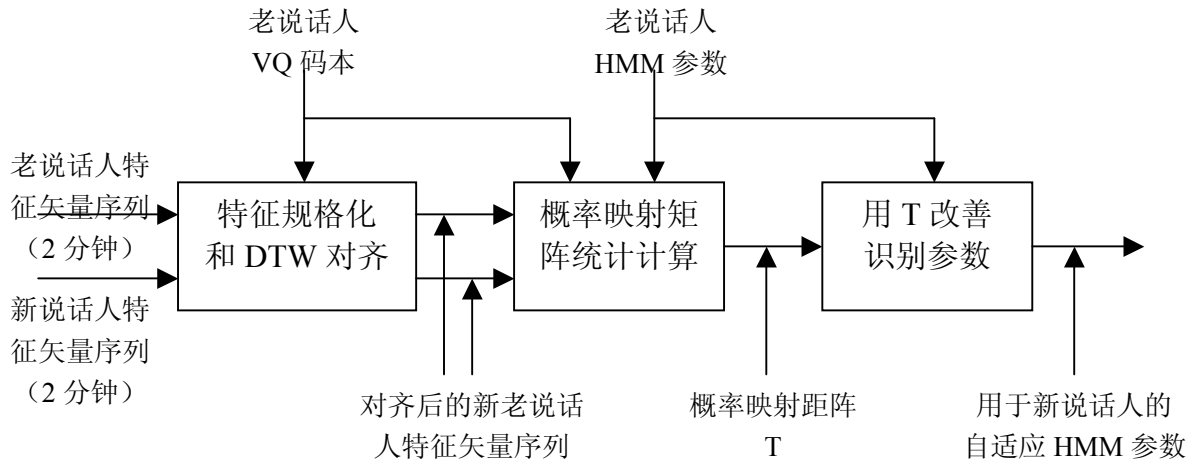 老说话人
VQ 码本
老说话人
HMM 参数
老说话人特
征矢量序列
（2 分钟）
新说话人特
征矢量序列
（2 分钟）
特征规格化
和 DTW 对齐
概率映射矩
阵统计计算
用 T 改善
识别参数
对齐后的新老说话
人特征矢量序列
概率映射距阵
T
用于新说话人的
自适应 HMM 参数